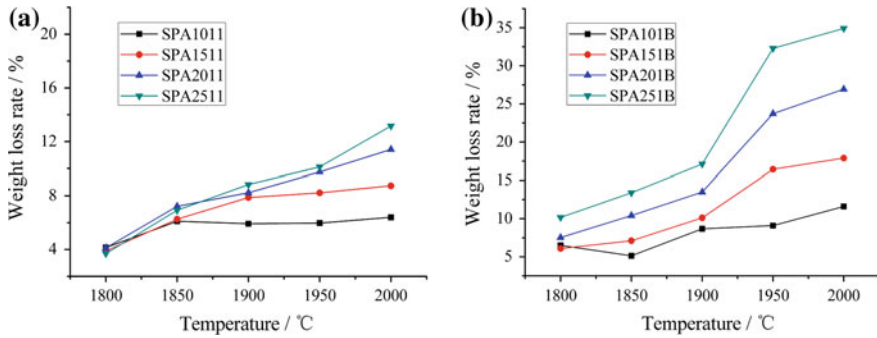 (a)
SPA1011
SPA1511
SPA2011
SPA2511
Weight loss rate / %
20
16
12
8
4
1800 1850 1900 1950 2000
Temperature / ℃
(b)
SPA101B
SPA151B
SPA201B
SPA251B
Weight loss rate / %
35
30
25
20
15
10
5
1800 1850 1900 1950 2000
Temperature / ℃